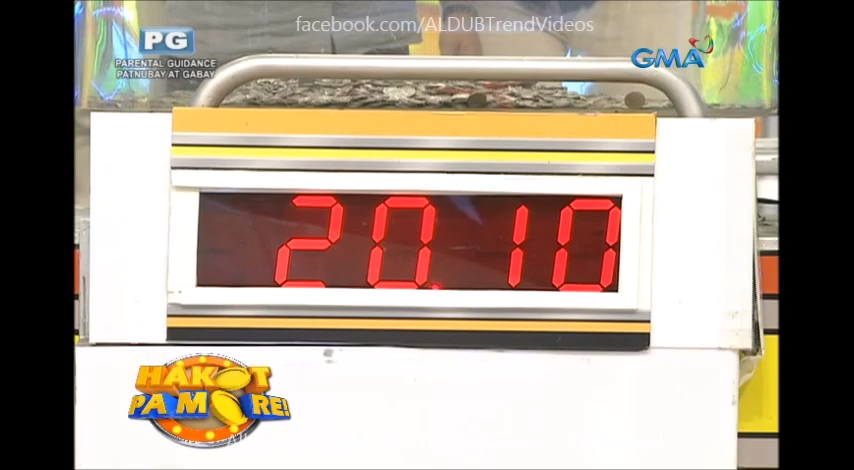 facebook.com/ALDUBTrendVideos
PG
PARENTAL GUIDANCE
PATNUBAY AT GABAY
GMA
20.10
HAKOT
PA MORE!